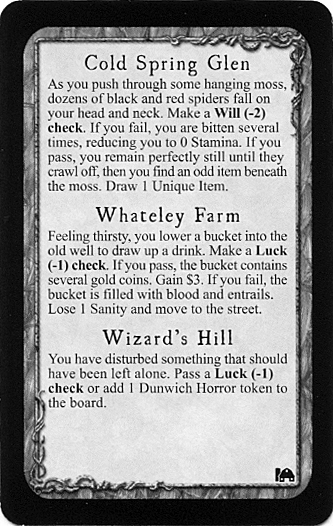 Cold Spring Glen
As you push through some hanging moss,
dozens of black and red spiders fall on
your head and neck. Make a Will (-2)
check. If you fail, you are bitten several
times, reducing you to 0 Stamina. If you
pass, you remain perfectly still until they
crawl off, then you find an odd item beneath
the moss. Draw 1 Unique Item.
Whateley Farm
Feeling thirsty, you lower a bucket into the
old well to draw up a drink. Make a Luck
(-1) check. If you pass, the bucket contains
several gold coins. Gain $3. If you fail, the
bucket is filled with blood and entrails.
Lose 1 Sanity and move to the street.
Wizard's Hill
You have disturbed something that should
have been left alone. Pass a Luck (-1)
check or add 1 Dunwich Horror token to
the board.